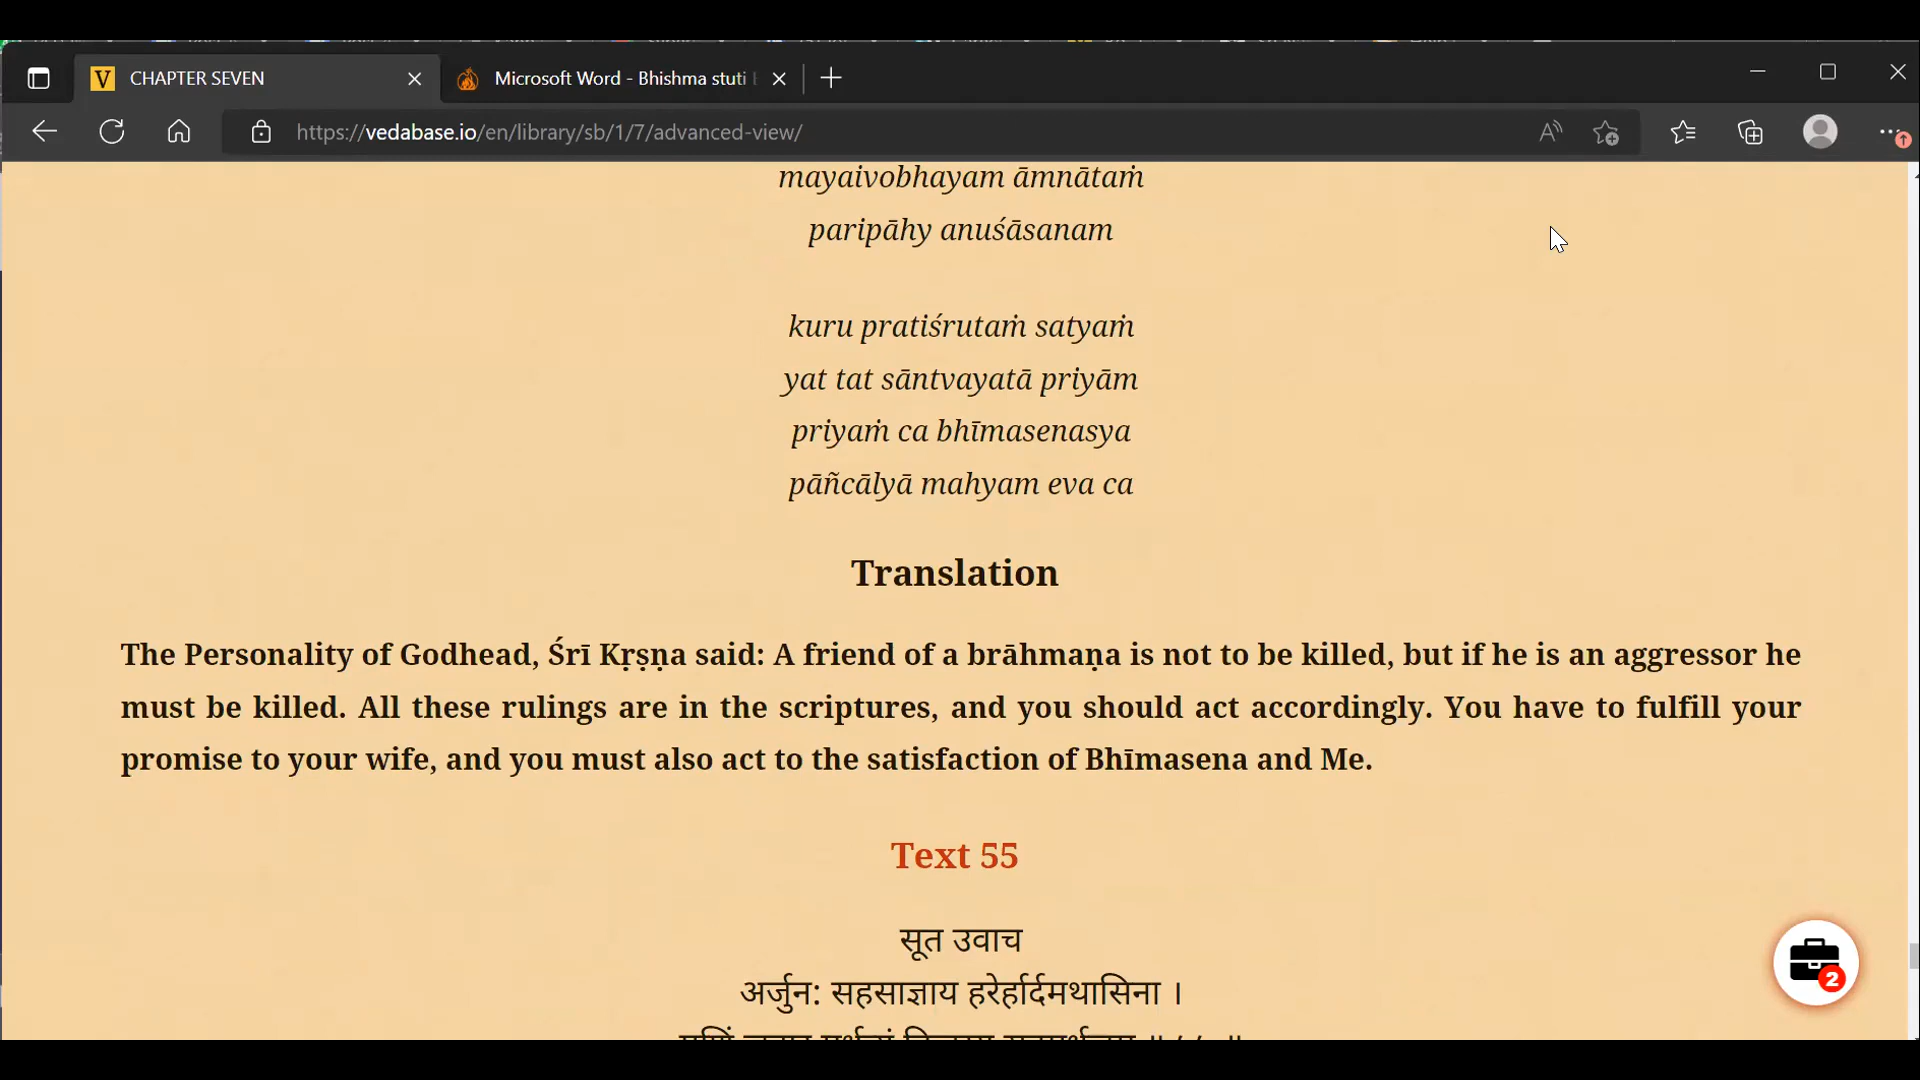 CHAPTER SEVEN
Microsoft Word - Bhishma stuti
https://vedabase.io/en/library/sb/1/7/advanced-view/
mayaivobhayam āmnātaṁ
paripāhy anuśāsanam
kuru pratiśrutaṁ satyaṁ
yat tat sāntvayatā priyām
priyaṁ ca bhīmasenasya
pāñcālyā mahyam eva ca
Translation
The Personality of Godhead, Śrī Kṛṣṇa said: A friend of a brāhmaṇa is not to be killed, but if he is an aggressor he
must be killed. All these rulings are in the scriptures, and you should act accordingly. You have to fulfill your
promise to your wife, and you must also act to the satisfaction of Bhīmasena and Me.
Text 55
सूत उवाच
अर्जुन: सहसाज्ञाय हरेर्हार्दमथासिना ।
2